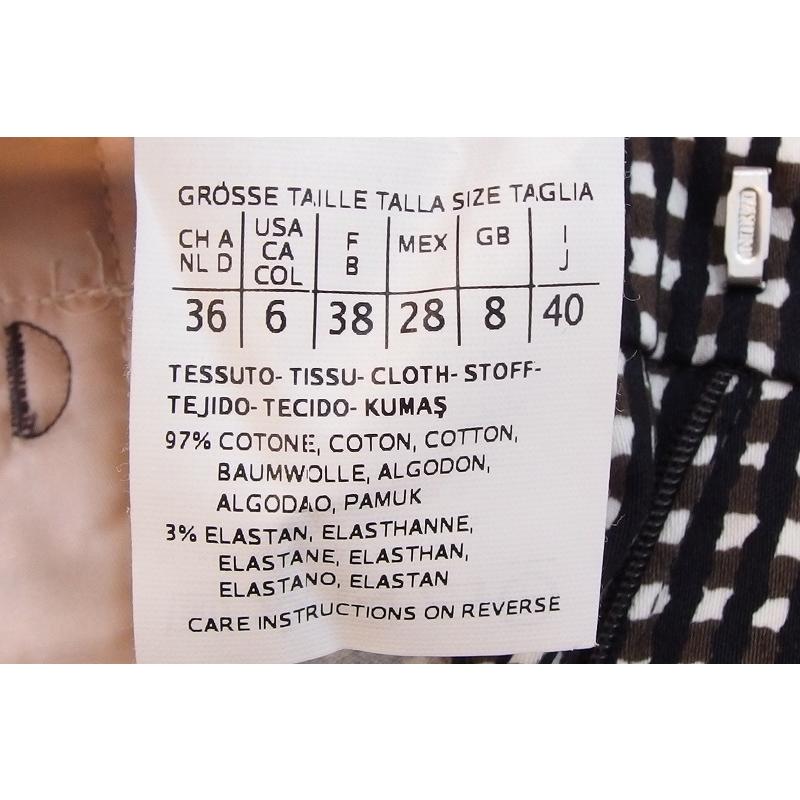 GRÖSSE TAILLE TALLA SIZE TAGLIA
CH A NL D USA CA COL F B MEX GB I J
36 6 38 28 8 40
TESSUTO- TISSU- CLOTH- STOFF-
TEJIDO- TECIDO- KUMAŞ
97% COTONE, COTON, COTTON,
BAUMWOLLE, ALGODON,
ALGODAO, PAMUK
3% ELASTAN, ELASTHANNE,
ELASTANE, ELASTHAN,
ELASTANO, ELASTAN
CARE INSTRUCTIONS ON REVERSE